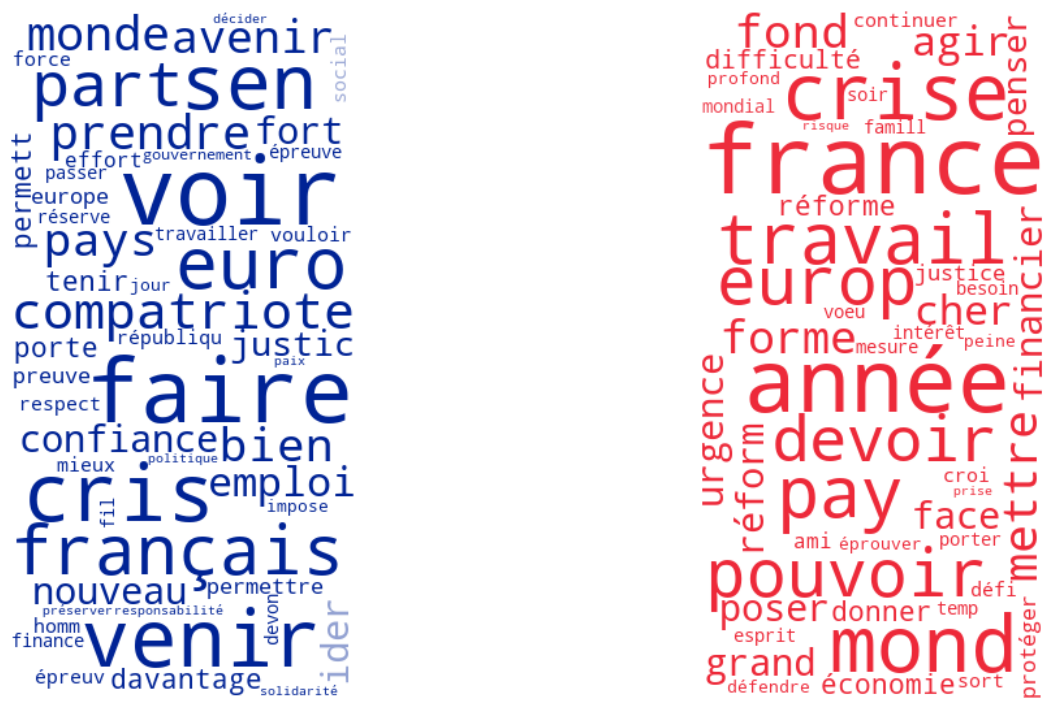 décider
monde avenir
force
social
partsen
prendre fort
permett
effort gouvernement épreuve
passer
voir
europe
réserve
pays travailler vouloir
euro
tenir jour
compatriote
républiqu
porte justic
paix
preuve
faire
respect
confiance bien
mieux politique
cris emploi
fil
impose
français
nouveau permettre
préserver responsabilité
devon
ider
homm
finance venir
épreuv davantage
solidarité
fond continuer
agir
penser
difficulté
profond crise
soir
mondial
risque famill
france
réforme
travail
financier
europ justice
besoin
voeu cher
forme intérêt
mesure peine
urgence
année
mettre
réform
devoir
croi
pay prise
face
ami éprouver porter
pouvoir
défi
poser donner temp
protéger
esprit mond
grand
défendre économie sort